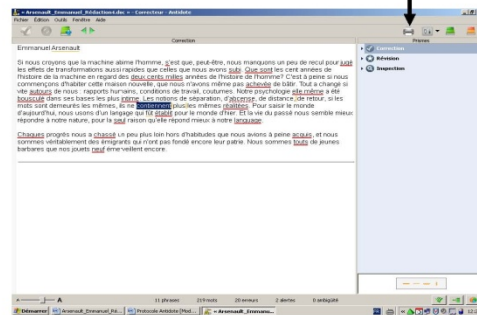 « Arsenault_Emmanuel_Rédaction4.doc » - Correcteur - Antidote
Fichier Édition Outils Fenêtre Aide
Correction
Prismes
Emmanuel Arsenault
Correction
Révision
Inspection
Si nous croyons que la machine abime l'homme, s'est que, peut-être, nous manquons un peu de recul pour jugé
les effets de transformations aussi rapides que celles que nous avons subi. Que sont les cent années de
l'histoire de la machine en regard des deux cents milles années de l'histoire de l'homme? C'est à peine si nous
commençons d'habiter cette maison nouvelle, que nous n'avons même pas achevée de bâtir. Tout a changé si
vite autours de nous : rapports humains, conditions de travail, coutumes. Notre psychologie elle même a été
bousculé dans ses bases les plus intime. Les notions de séparation, d'absense, de distance, de retour, si les
mots sont demeurés les mêmes, ils ne contiennent plus les mêmes réalitées. Pour saisir le monde
d'aujourd'hui, nous usons d'un langage qui fût établit pour le monde d'hier. Et la vie du passé nous semble mieux
répondre à notre nature, pour la seul raison qu'elle répond mieux à notre language.
Chaques progrès nous a chassé un peu plus loin hors d'habitudes que nous avions à peine acquis, et nous
sommes véritablement des émigrants qui n'ont pas fondé encore leur patrie. Nous sommes touts de jeunes
barbares que nos jouets neuf émerveillent encore.
A A
11 phrases 219 mots 20 erreurs 2 alertes 0 ambigüité
Démarrer Arsenault_Emmanuel_Ré... Protocole Antidote [Mod... « Arsenault_Emmanu...